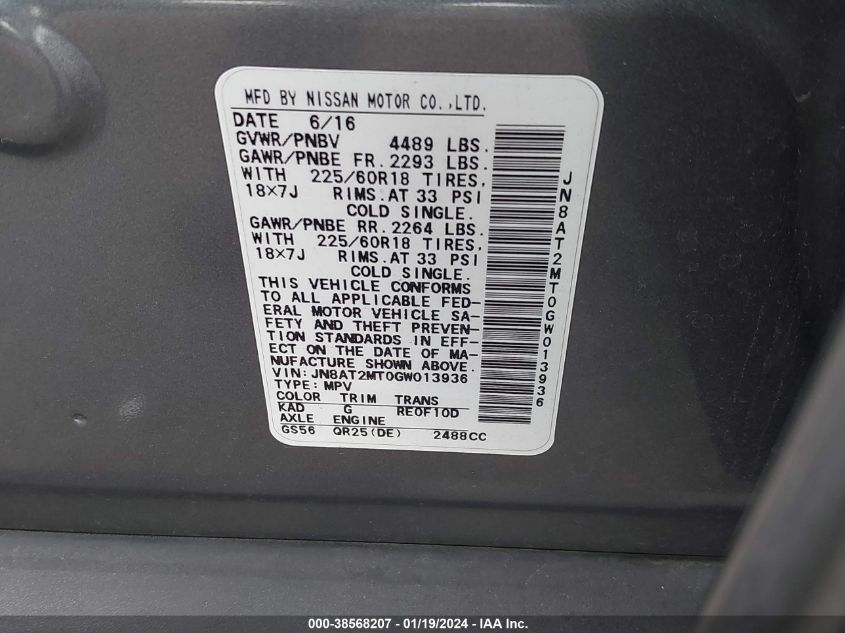 MFD BY NISSAN MOTOR CO.,LTD.
DATE 6/16
GVWR/PNBV 4489 LBS.
GAWR/PNBE FR. 2293 LBS.
WITH 225/60R18 TIRES,
18×7J RIMS.AT 33 PSI
COLD SINGLE.
GAWR/PNBE RR. 2264 LBS.
WITH 225/60R18 TIRES,
18×7J RIMS.AT 33 PSI
COLD SINGLE.
THIS VEHICLE CONFORMS
TO ALL APPLICABLE FED-
ERAL MOTOR VEHICLE SA-
FETY AND THEFT PREVEN-
TION STANDARDS IN EFF-
ECT ON THE DATE OF MA-
NUFACTURE SHOWN ABOVE.
VIN: JN8AT2MT0GW013936
TYPE: MPV
COLOR TRIM TRANS
KAD G RE0F10D
AXLE ENGINE
GS56 QR25(DE) 2488CC
JN8AT2MT0GW013936
000-38568207 - 01/19/2024 - IAA Inc.